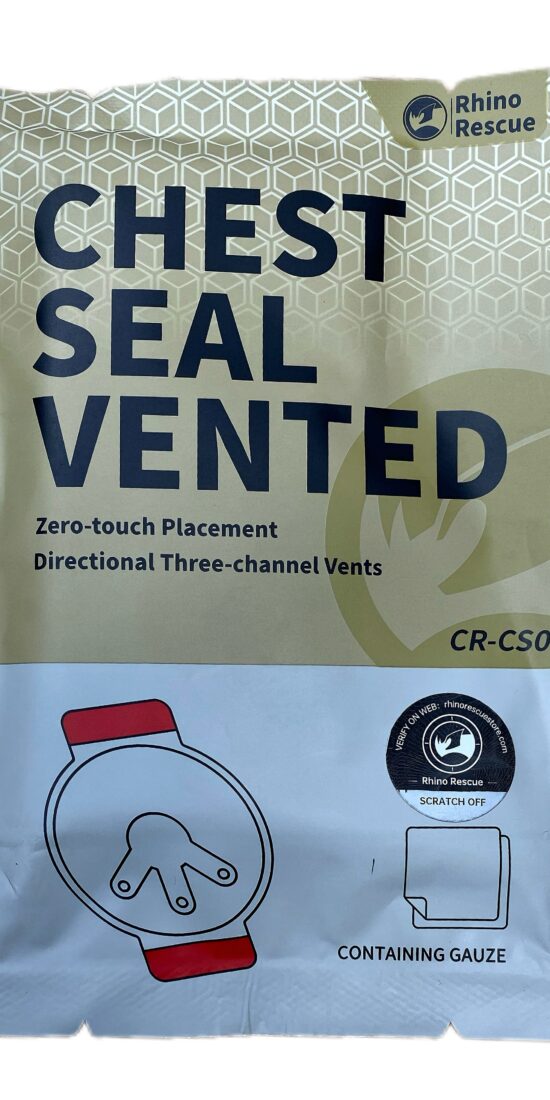 Rhino
Rescue
CHEST
SEAL
VENTED
Zero-touch Placement
Directional Three-channel Vents
CR-CS0
VERIFY ON WEB: rhinorescuestore.com
Rhino Rescue
SCRATCH OFF
CONTAINING GAUZE